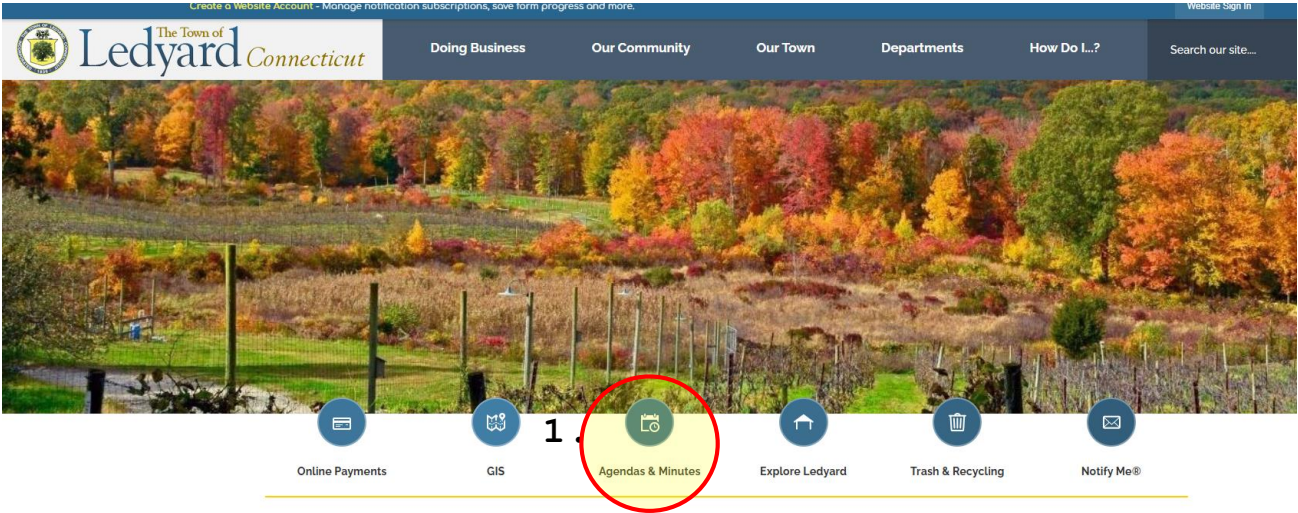 Create a Website Account - Manage notification subscriptions, save form progress and more.
Website Sign In
The Town of
Ledyard Connecticut
Doing Business
Our Community
Our Town
Departments
How Do I...?
Search our site....
1.
Online Payments
GIS
Agendas & Minutes
Explore Ledyard
Trash & Recycling
Notify Me®